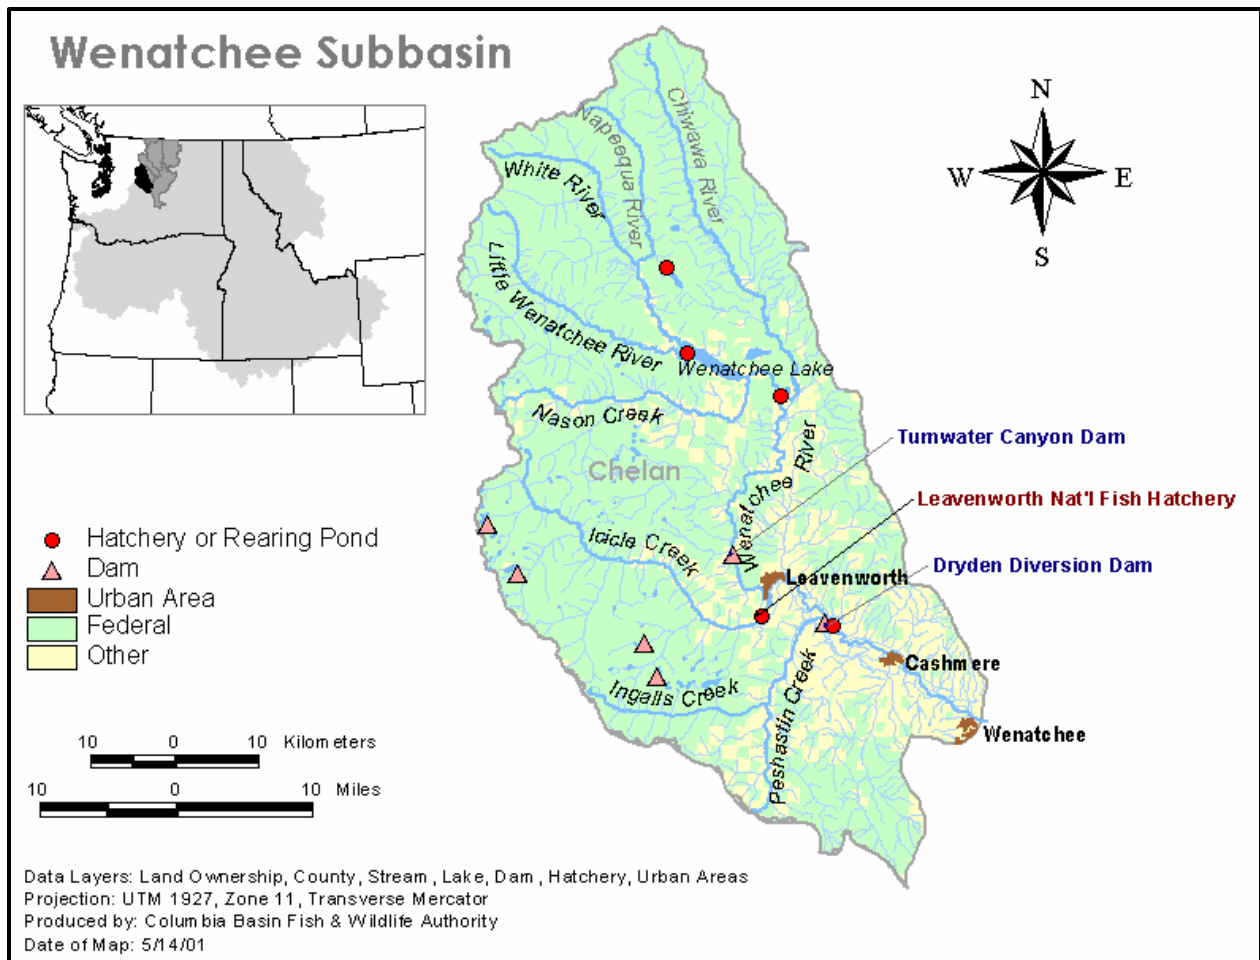 Wenatchee Subbasin
N
W
E
S
Chiwawa River
Napeequa River
White River
Little Wenatchee River
Wenatchee Lake
Nason Creek
Wenatchee River
Tumwater Canyon Dam
Chelan
Leavenworth Nat'l Fish Hatchery
Icicle Creek
Dryden Diversion Dam
Leavenworth
Cashmere
Ingalls Creek
Peshastin Creek
Wenatchee
Hatchery or Rearing Pond
Dam
Urban Area
Federal
Other
10 0 10 Kilometers
10 0 10 Miles
Data Layers: Land Ownership, County, Stream, Lake, Dam, Hatchery, Urban Areas
Projection: UTM 1927, Zone 11, Transverse Mercator
Produced by: Columbia Basin Fish & Wildlife Authority
Date of Map: 5/14/01